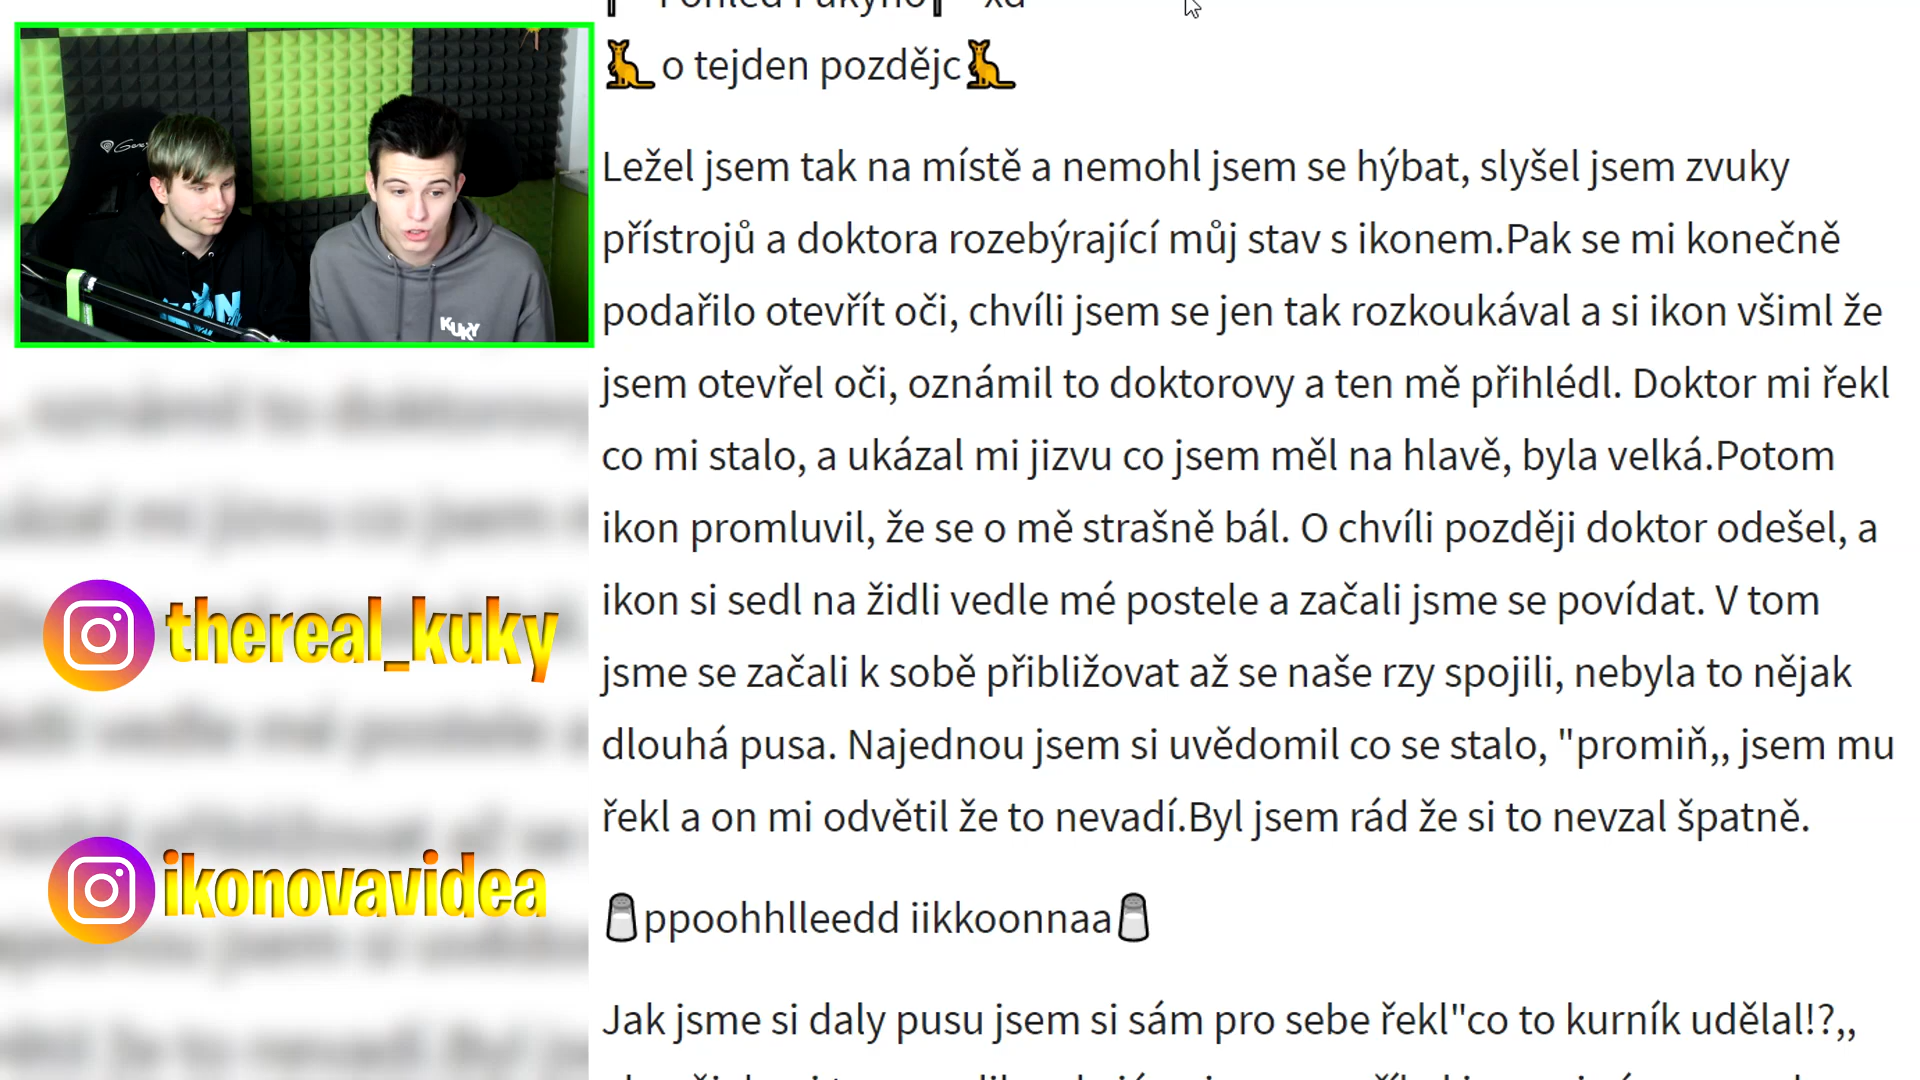 o tejden pozdějc
Ležel jsem tak na místě a nemohl jsem se hýbat, slyšel jsem zvuky
přístrojů a doktora rozebýrající můj stav s ikonem.Pak se mi konečně
podařilo otevřít oči, chvíli jsem se jen tak rozkoukával a si ikon všiml že
jsem otevřel oči, oznámil to doktorovy a ten mě přihlédl. Doktor mi řekl
co mi stalo, a ukázal mi jizvu co jsem měl na hlavě, byla velká.Potom
ikon promluvil, že se o mě strašně bál. O chvíli později doktor odešel, a
ikon si sedl na židli vedle mé postele a začali jsme se povídat. V tom
jsme se začali k sobě přibližovat až se naše rzy spojili, nebyla to nějak
dlouhá pusa. Najednou jsem si uvědomil co se stalo, "promiň,, jsem mu
řekl a on mi odvětil že to nevadí.Byl jsem rád že si to nevzal špatně.
ppoohhlleedd iikkoonnaa
Jak jsme si daly pusu jsem si sám pro sebe řekl"co to kurník udělal!?,,
thereal_kuky
ikonovavidea
KUKY